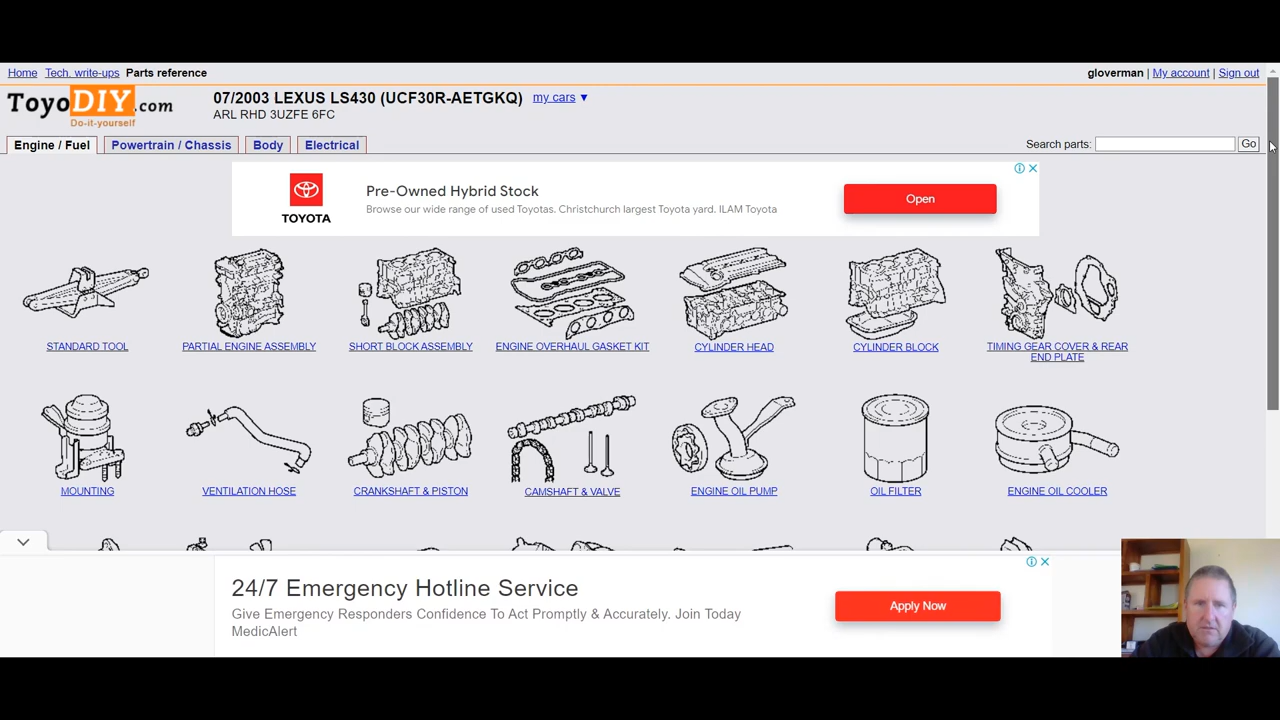 Home Tech. write-ups Parts reference
gloverman | My account | Sign out
ToyoDIY.com
Do-it-yourself
07/2003 LEXUS LS430 (UCF30R-AETGKQ) my cars ▼
ARL RHD 3UZFE 6FC
Engine / Fuel Powertrain / Chassis Body Electrical
Search parts: Go
TOYOTA
Pre-Owned Hybrid Stock
Browse our wide range of used Toyotas. Christchurch largest Toyota yard. ILAM Toyota
Open
STANDARD TOOL
PARTIAL ENGINE ASSEMBLY
SHORT BLOCK ASSEMBLY
ENGINE OVERHAUL GASKET KIT
CYLINDER HEAD
CYLINDER BLOCK
TIMING GEAR COVER & REAR
END PLATE
MOUNTING
VENTILATION HOSE
CRANKSHAFT & PISTON
CAMSHAFT & VALVE
ENGINE OIL PUMP
OIL FILTER
ENGINE OIL COOLER
24/7 Emergency Hotline Service
Give Emergency Responders Confidence To Act Promptly & Accurately. Join Today
MedicAlert
Apply Now